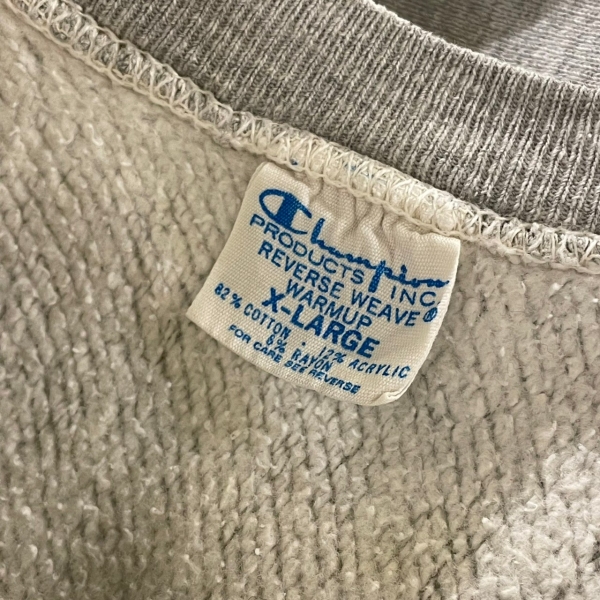 Champion
PRODUCTS INC.
REVERSE WEAVE®
WARMUP
X-LARGE
82% COTTON . 12% ACRYLIC
6% RAYON
FOR CARE SEE REVERSE